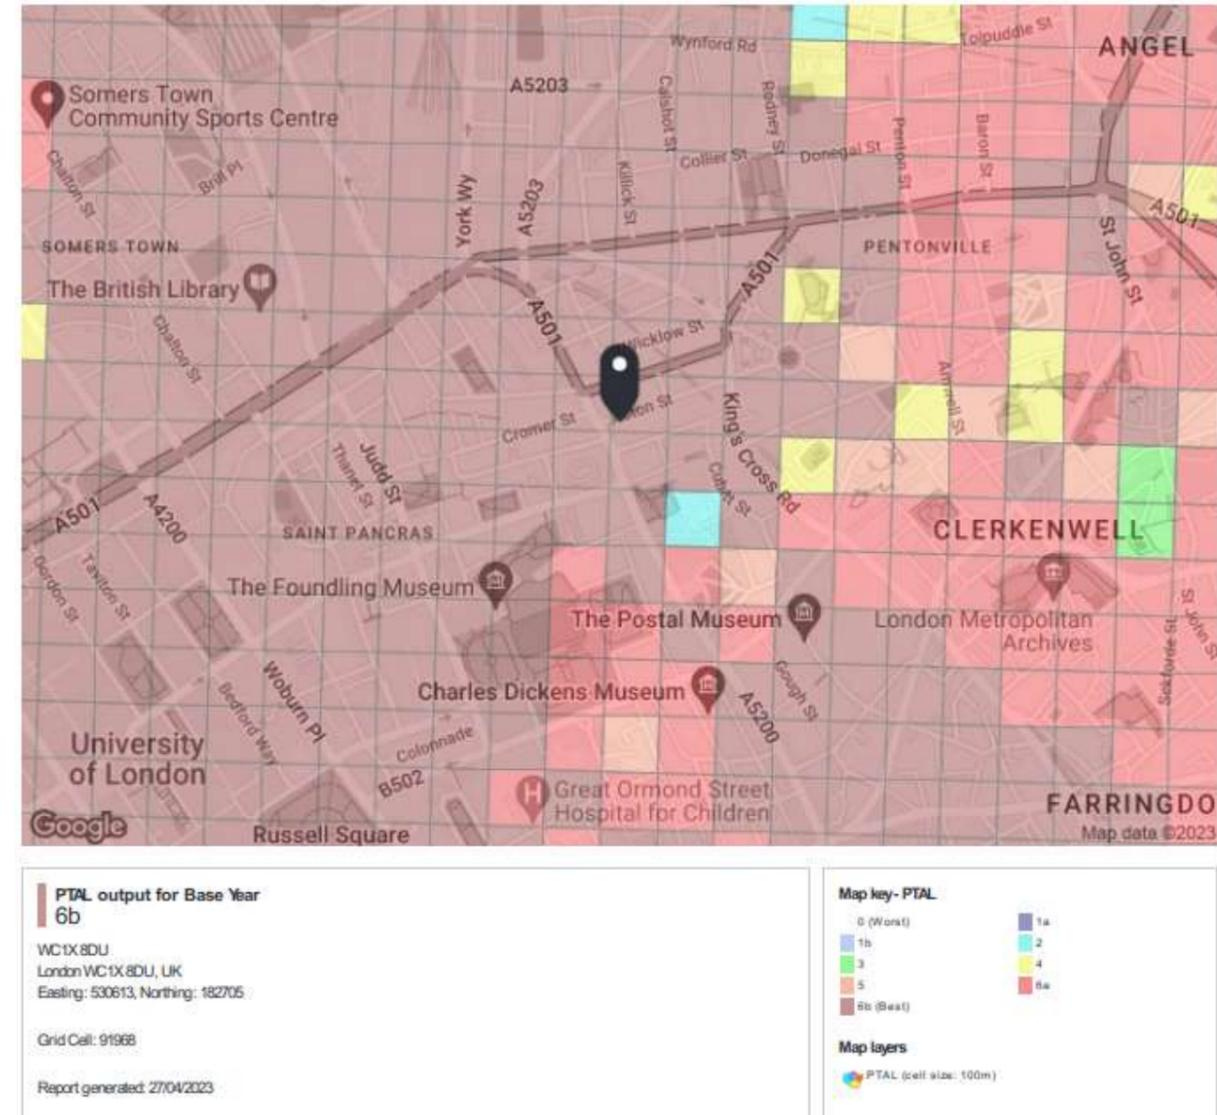 Wynford Rd
Tolpuddle St
ANGEL
A5203
Somers Town
Community Sports Centre
Calshot St
Rodney St
Penton St
Baron St
Collier St
Donegal St
Chalton St
Brill Pl
Killick St
York Wy
A5203
A501
SOMERS TOWN
PENTONVILLE
St John St
The British Library
A501
A501
Wicklow St
Chalton St
Amwell St
Cromer St
King's Cross Rd
Judd St
Thanet St
Cubitt St
A501
A4200
SAINT PANCRAS
CLERKENWELL
Gordon St
Taviton St
The Foundling Museum
The Postal Museum
London Metropolitan
Archives
St John St
Sekforde St
Woburn Pl
Bedford Way
Charles Dickens Museum
A5200
Gough St
University
of London
Colonnade
B502
Great Ormond Street
Hospital for Children
FARRINGDO
Google
Russell Square
Map data ©2023
PTAL output for Base Year
6b
WC1X 8DU
London WC1X 8DU, UK
Easting: 530613, Northing: 182705
Grid Cell: 91968
Report generated: 27/04/2023
Map key - PTAL
0 (Worst)
1a
1b
2
3
4
5
6a
6b (Best)
Map layers
PTAL (cell size: 100m)